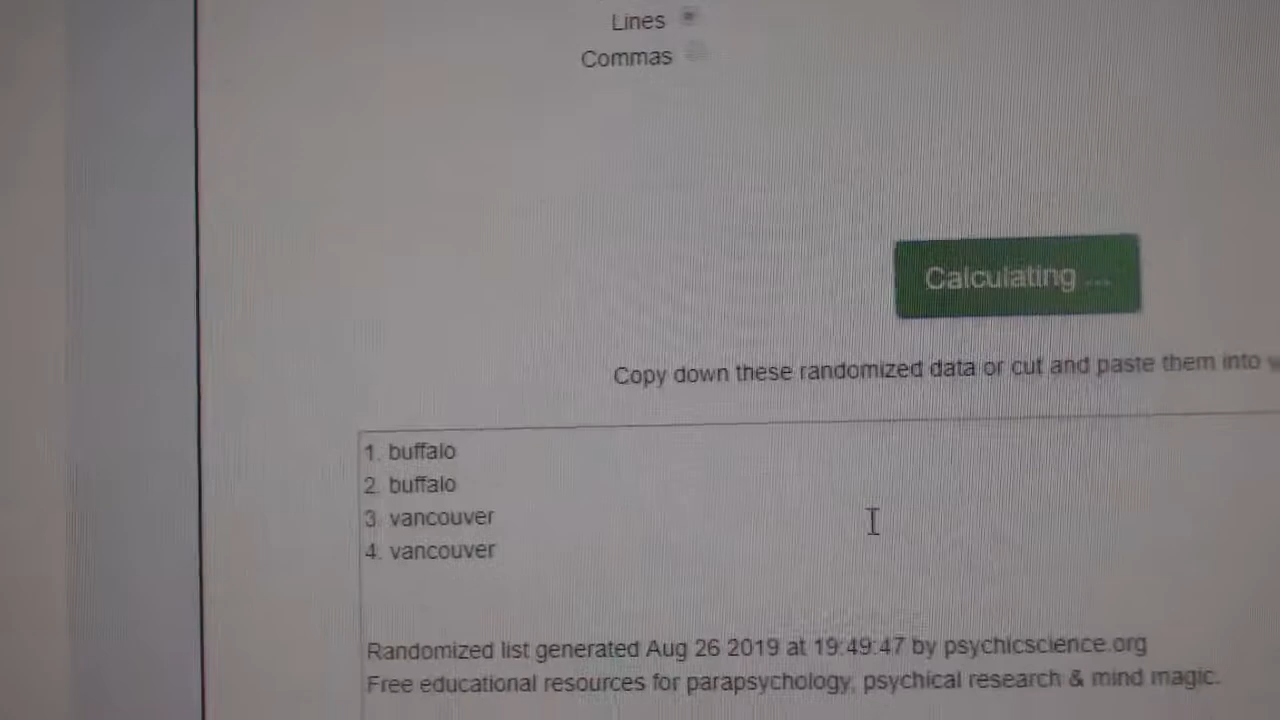 Lines
Commas
Calculating ...
Copy down these randomized data or cut and paste them into
1. buffalo
2. buffalo
3. vancouver
4. vancouver
Randomized list generated Aug 26 2019 at 19:49:47 by psychicscience.org
Free educational resources for parapsychology, psychical research & mind magic.